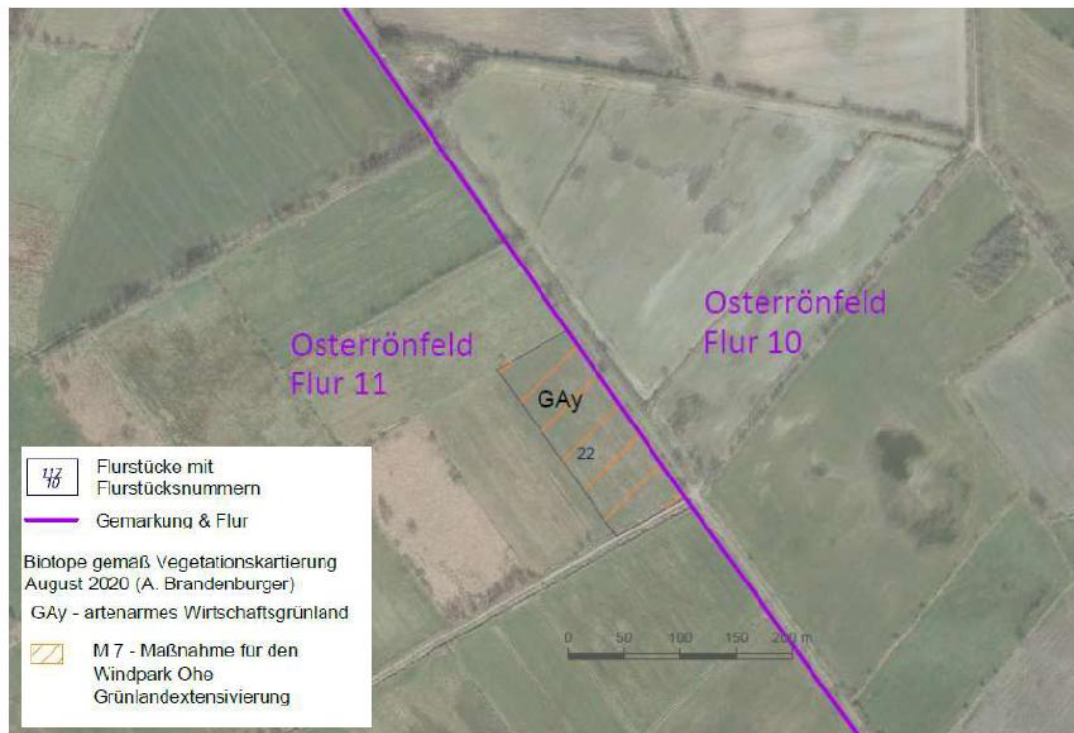 Osterrönfeld
Flur 10
Osterrönfeld
Flur 11
GAy
22
Flurstücke mit
Flurstücksnummern
Gemarkung & Flur
Biotope gemäß Vegetationskartierung
August 2020 (A. Brandenburger)
GAy - artenarmes Wirtschaftsgrünland
M 7 - Maßnahme für den
Windpark Ohe
Grünlandextensivierung
0 50 100 150 200 m